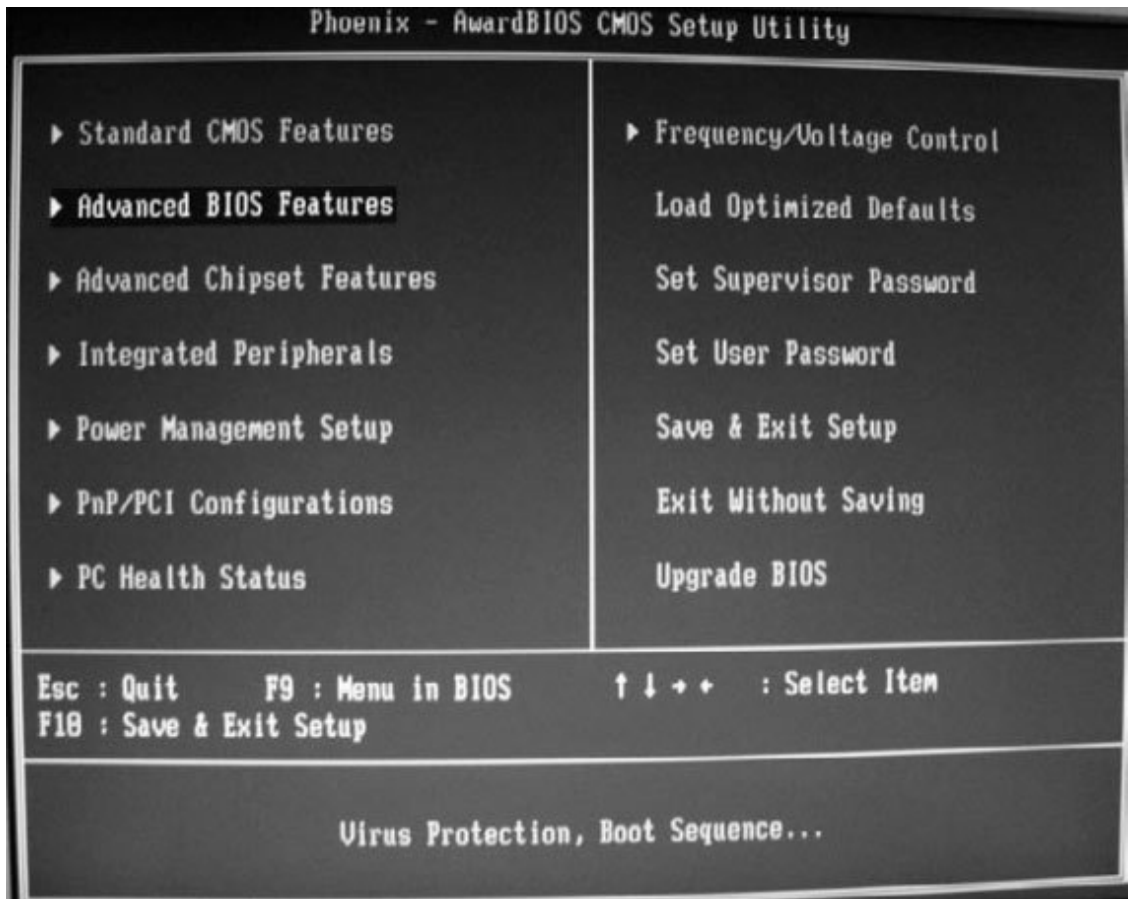 Phoenix - AwardBIOS CMOS Setup Utility
▶ Standard CMOS Features
▶ Advanced BIOS Features
▶ Advanced Chipset Features
▶ Integrated Peripherals
▶ Power Management Setup
▶ PnP/PCI Configurations
▶ PC Health Status
▶ Frequency/Voltage Control
Load Optimized Defaults
Set Supervisor Password
Set User Password
Save & Exit Setup
Exit Without Saving
Upgrade BIOS
Esc : Quit F9 : Menu in BIOS ↑ ↓ → ← : Select Item
F10 : Save & Exit Setup
Virus Protection, Boot Sequence...